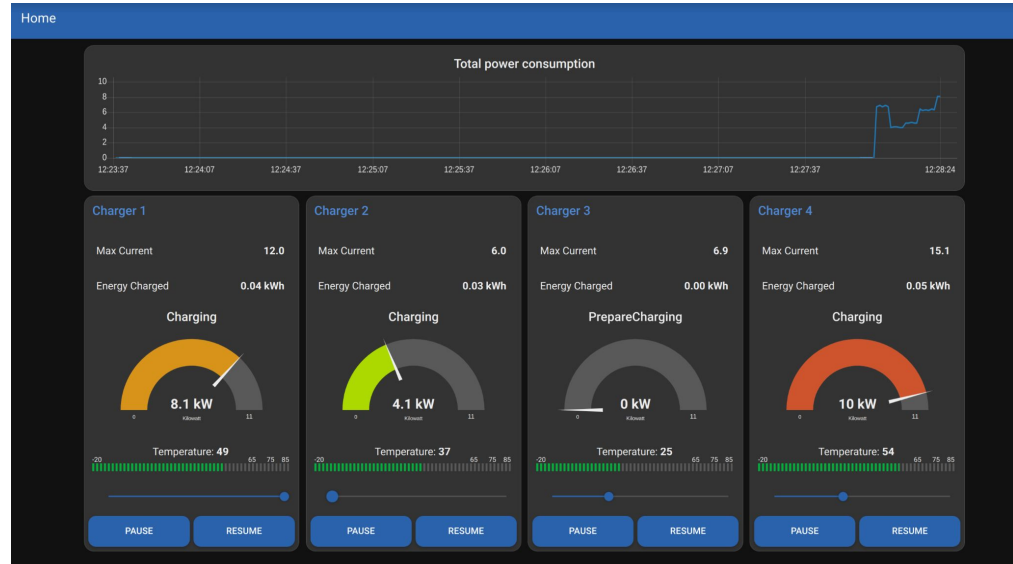 Home
Total power consumption
10
8
6
4
2
0
12:23:37 12:24:07 12:24:37 12:25:07 12:25:37 12:26:07 12:26:37 12:27:07 12:27:37 12:28:24
Charger 1
Max Current 12.0
Energy Charged 0.04 kWh
Charging
8.1 kW
Kilowatt
0 11
Temperature: 49
-20 65 75 85
PAUSE RESUME
Charger 2
Max Current 6.0
Energy Charged 0.03 kWh
Charging
4.1 kW
Kilowatt
0 11
Temperature: 37
-20 65 75 85
PAUSE RESUME
Charger 3
Max Current 6.9
Energy Charged 0.00 kWh
PrepareCharging
0 kW
Kilowatt
0 11
Temperature: 25
-20 65 75 85
PAUSE RESUME
Charger 4
Max Current 15.1
Energy Charged 0.05 kWh
Charging
10 kW
Kilowatt
0 11
Temperature: 54
-20 65 75 85
PAUSE RESUME